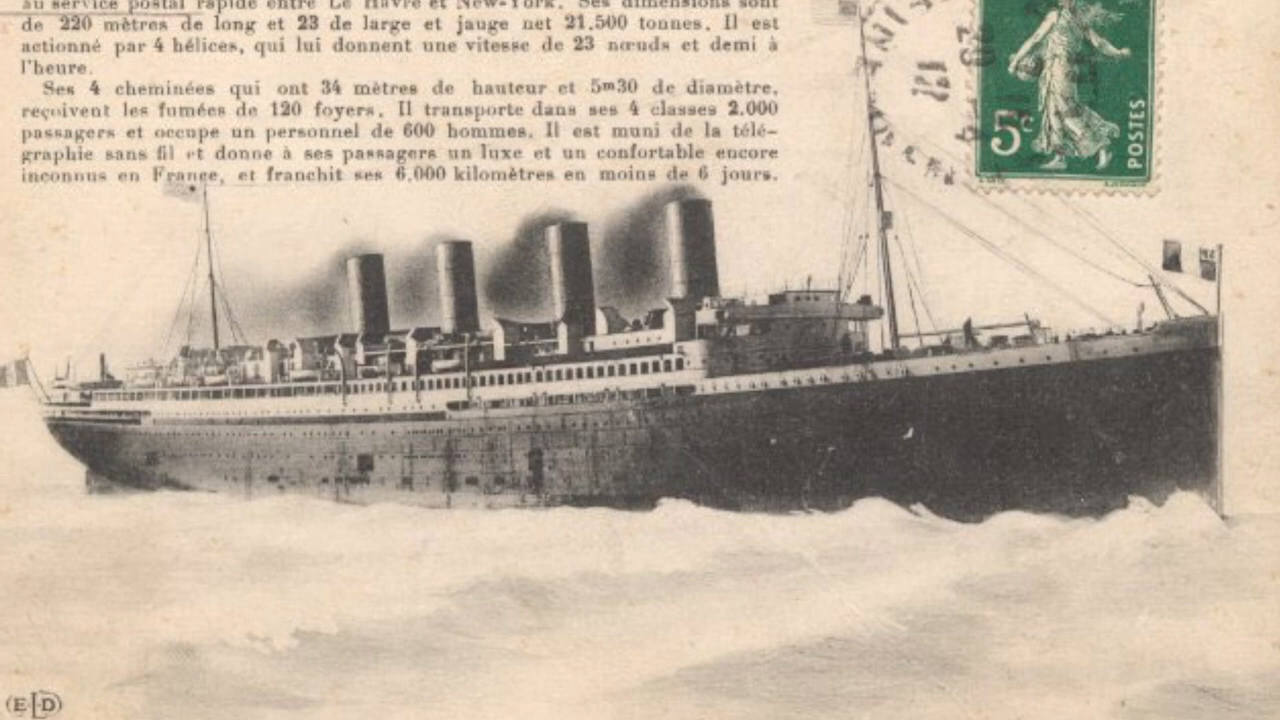 au service postal rapide entre Le Havre et New-York. Ses dimensions sont
de 220 mètres de long et 23 de large et jauge net 21.500 tonnes. Il est
actionné par 4 hélices, qui lui donnent une vitesse de 23 nœuds et demi à
l'heure.
Ses 4 cheminées qui ont 34 mètres de hauteur et 5m30 de diamètre,
reçoivent les fumées de 120 foyers. Il transporte dans ses 4 classes 2.000
passagers et occupe un personnel de 600 hommes. Il est muni de la télé-
graphie sans fil et donne à ses passagers un luxe et un confortable encore
inconnus en France, et franchit ses 6,000 kilomètres en moins de 6 jours.
5c
POSTES
E.L.D